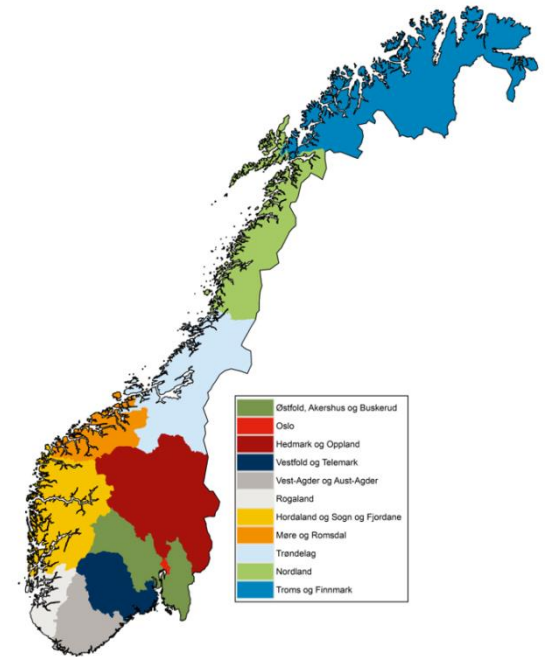 Østfold, Akershus og Buskerud
Oslo
Hedmark og Oppland
Vestfold og Telemark
Vest-Agder og Aust-Agder
Rogaland
Hordaland og Sogn og Fjordane
Møre og Romsdal
Trøndelag
Nordland
Troms og Finnmark